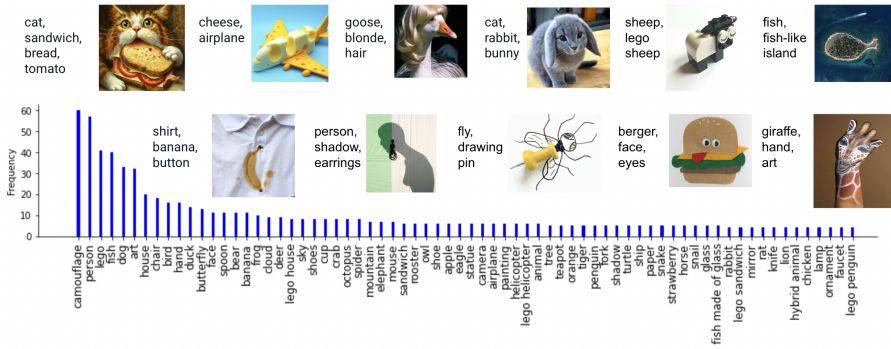 cat,
sandwich,
bread,
tomato
cheese,
airplane
goose,
blonde,
hair
cat,
rabbit,
bunny
sheep,
lego
sheep
fish,
fish-like
island
shirt,
banana,
button
person,
shadow,
earrings
fly,
drawing
pin
berger,
face,
eyes
giraffe,
hand,
art
Frequency
60
50
40
30
20
10
0
camouflage
person
lego
fish
dog
art
house
chair
bird
hand
duck
butterfly
face
spoon
bear
banana
frog
cloud
deer
lego house
sky
shoes
cup
crab
octopus
spider
mountain
elephant
mouse
sandwich
rooster
owl
shoe
apple
eagle
statue
camera
airplane
painting
helicopter
lego helicopter
animal
tree
teapot
orange
tiger
penguin
fork
shadow
turtle
ship
paper
snake
strawberry
horse
snail
glass
fish made of glass
rabbit
lego sandwich
mirror
rat
knife
lion
hybrid animal
chicken
lamp
ornament
faucet
lego penguin